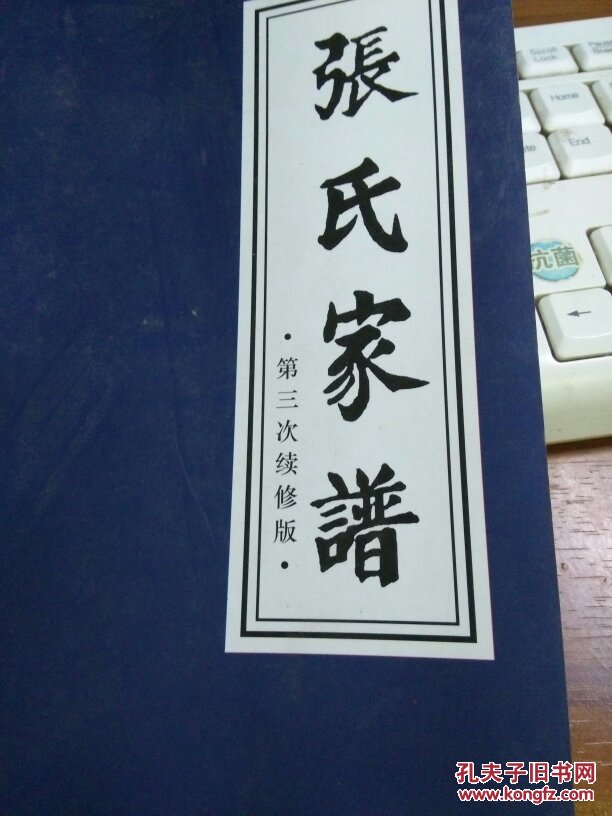 張氏家譜
·第三次续修版·
Scroll
Lock
Pause
Home
End
抗菌
←
孔夫子旧书网
www.kongfz.com